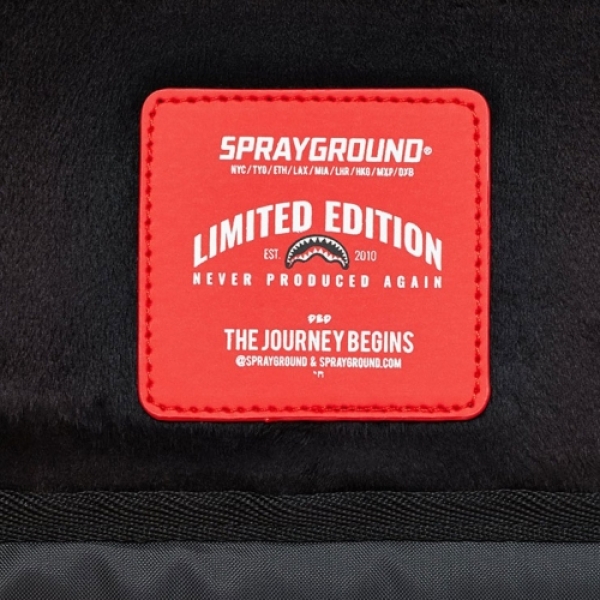 SPRAYGROUND®
NYC/TYO/ETH/LAX/MIA/LHR/HKG/MXP/DXB
LIMITED EDITION
EST. 2010
NEVER PRODUCED AGAIN
THE JOURNEY BEGINS
@SPRAYGROUND & SPRAYGROUND.COM